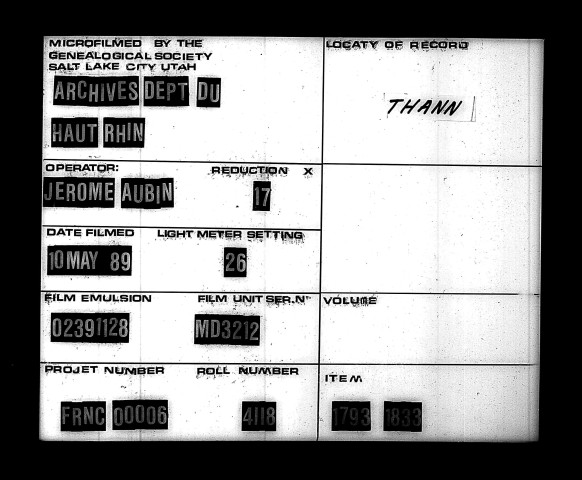 MICROFILMED BY THE
GENEALOGICAL SOCIETY
SALT LAKE CITY UTAH
ARCHIVES DEPT DU
HAUT RHIN
LOCATY OF RECORD
THANN
OPERATOR:
REDUCTION X
JEROME AUBIN
17
DATE FILMED
LIGHT METER SETTING
10 MAY 89
26
FILM EMULSION
FILM UNIT SER.N°
VOLUME
02391128
MD3212
PROJET NUMBER
ROLL NUMBER
ITEM
FRNC 00006
4118
1793 1833